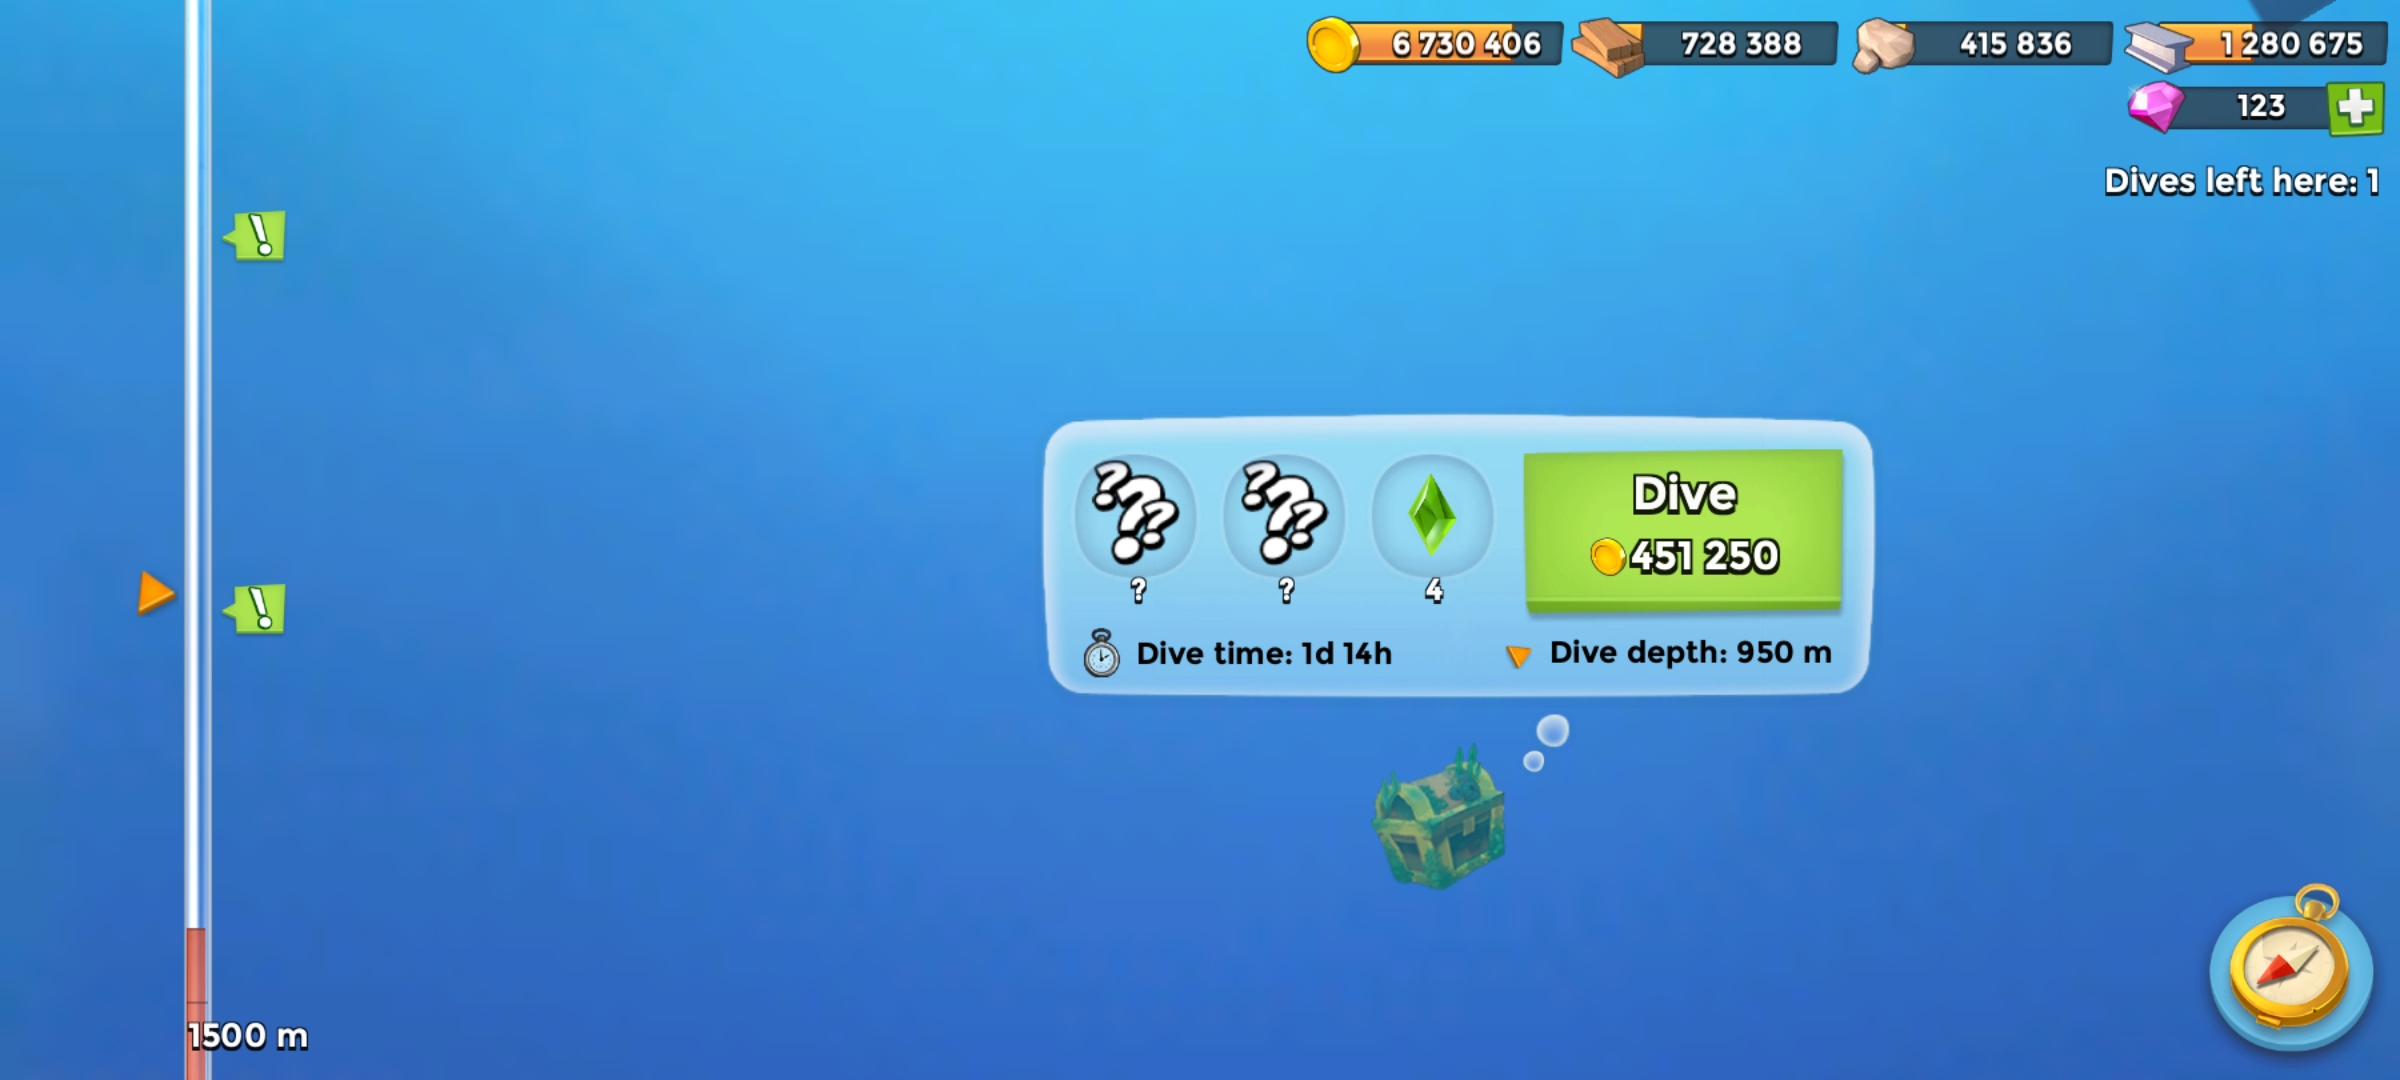 6 730 406
728 388
415 836
1 280 675
123
Dives left here: 1
!
!
???? 
????
Dive
451 250
?
?
4
Dive time: 1d 14h
Dive depth: 950 m
1500 m